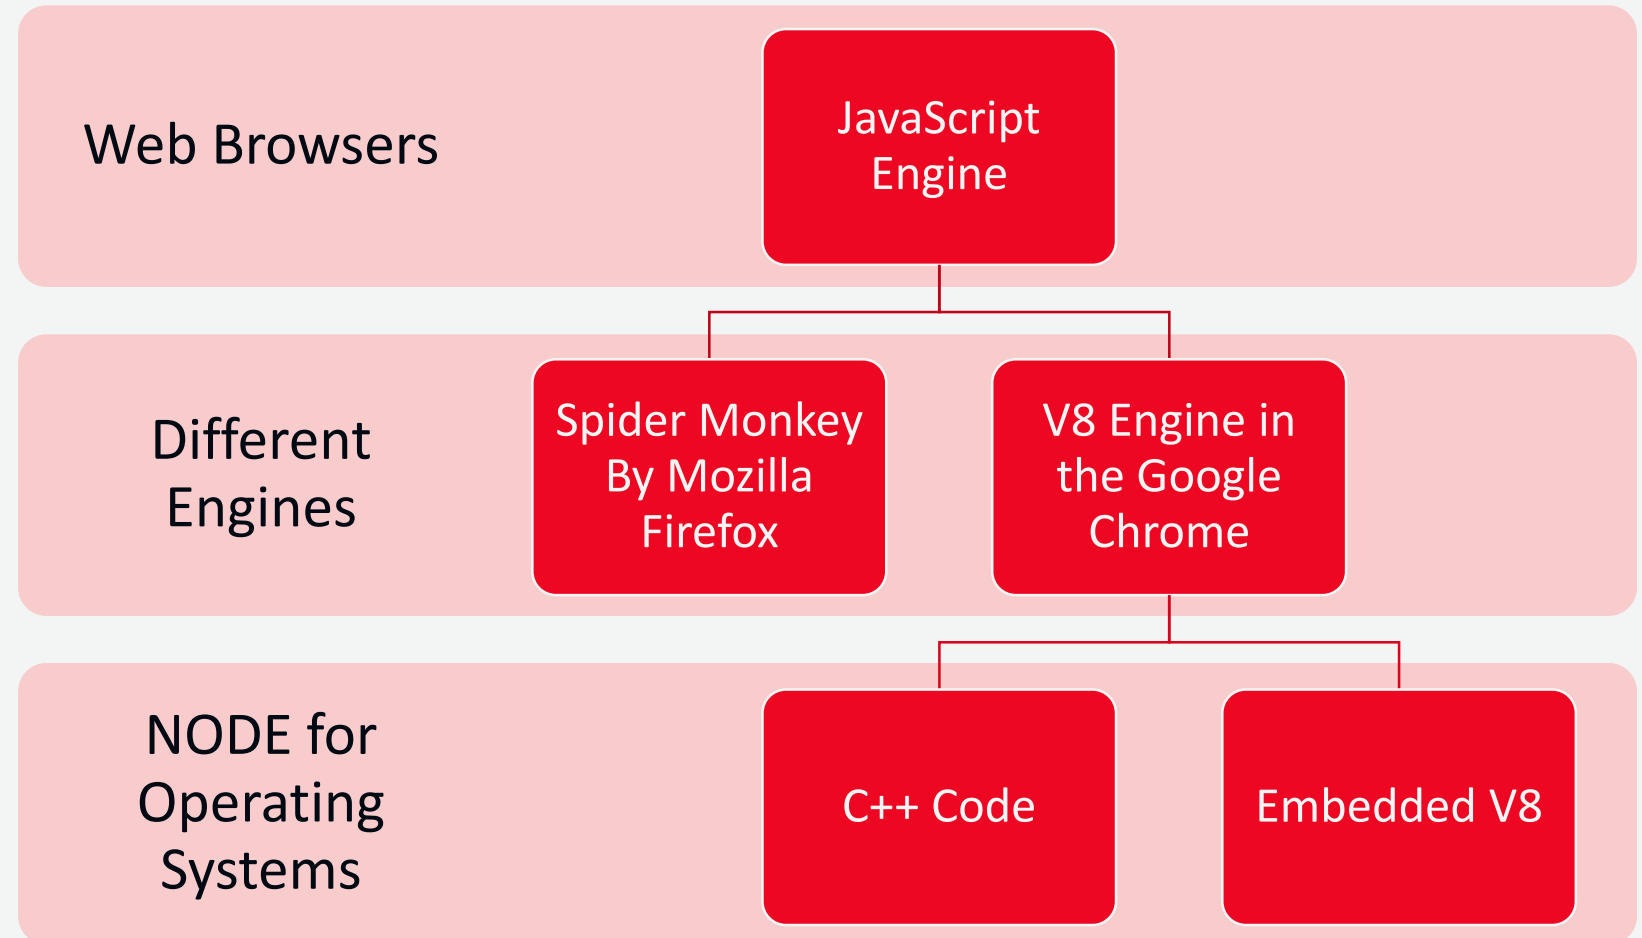 Web Browsers
JavaScript
Engine
Different
Engines
Spider Monkey
By Mozilla
Firefox
V8 Engine in
the Google
Chrome
NODE for
Operating
Systems
C++ Code
Embedded V8